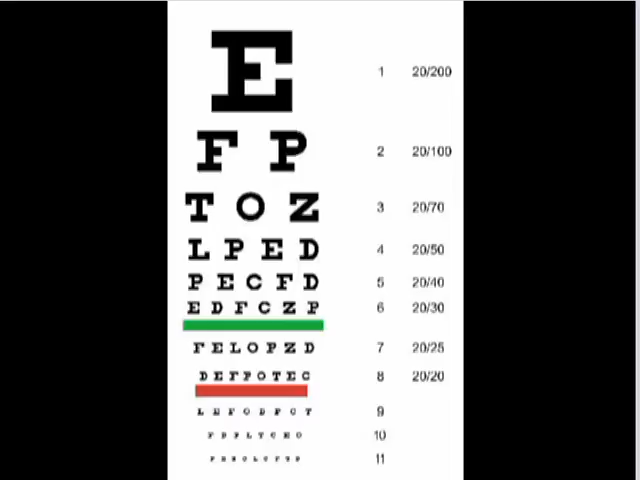 E 1 20/200
F P 2 20/100
T O Z 3 20/70
L P E D 4 20/50
P E C F D 5 20/40
E D F C Z P 6 20/30
F E L O P Z D 7 20/25
D E F P O T E C 8 20/20
L E F O D P C T 9
10
11